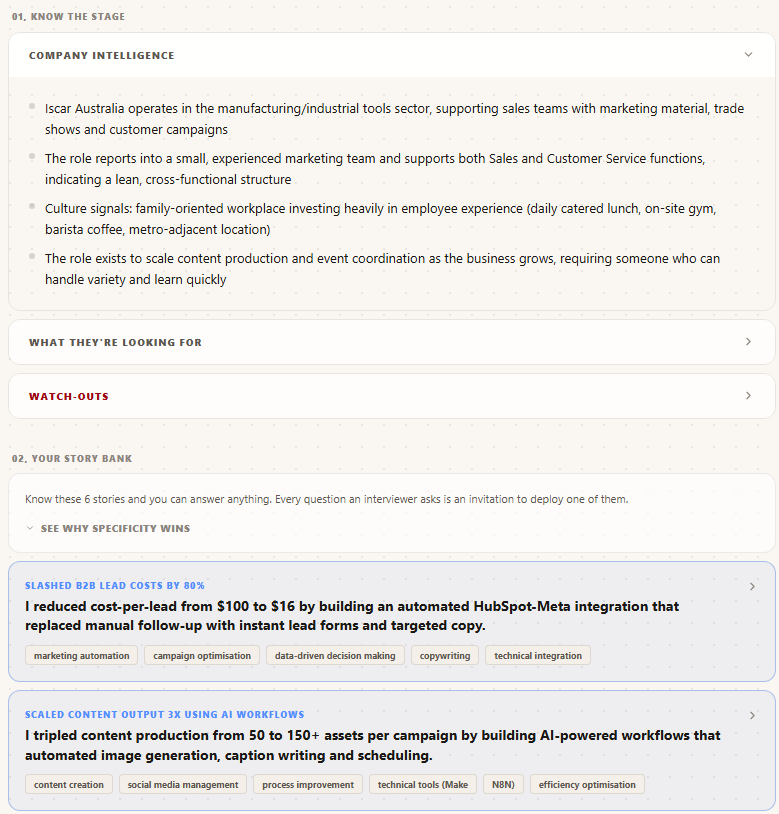 01. KNOW THE STAGE
COMPANY INTELLIGENCE
Iscar Australia operates in the manufacturing/industrial tools sector, supporting sales teams with marketing material, trade
shows and customer campaigns
The role reports into a small, experienced marketing team and supports both Sales and Customer Service functions,
indicating a lean, cross-functional structure
Culture signals: family-oriented workplace investing heavily in employee experience (daily catered lunch, on-site gym,
barista coffee, metro-adjacent location)
The role exists to scale content production and event coordination as the business grows, requiring someone who can
handle variety and learn quickly
WHAT THEY'RE LOOKING FOR
WATCH-OUTS
02. YOUR STORY BANK
Know these 6 stories and you can answer anything. Every question an interviewer asks is an invitation to deploy one of them.
SEE WHY SPECIFICITY WINS
SLASHED B2B LEAD COSTS BY 80%
I reduced cost-per-lead from $100 to $16 by building an automated HubSpot-Meta integration that
replaced manual follow-up with instant lead forms and targeted copy.
marketing automation campaign optimisation data-driven decision making copywriting technical integration
SCALED CONTENT OUTPUT 3X USING AI WORKFLOWS
I tripled content production from 50 to 150+ assets per campaign by building AI-powered workflows that
automated image generation, caption writing and scheduling.
content creation social media management process improvement technical tools (Make N8N) efficiency optimisation